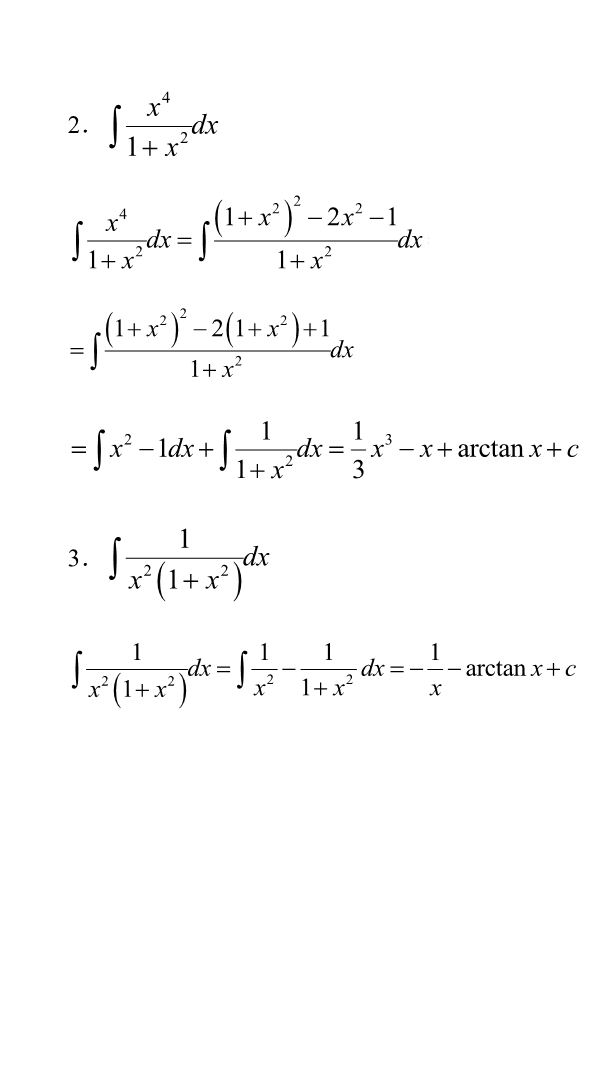 2. ∫ x⁴/(1+x²) dx
∫ x⁴/(1+x²) dx = ∫ ((1+x²)²−2x²−1)/(1+x²) dx
= ∫ ((1+x²)²−2(1+x²)+1)/(1+x²) dx
= ∫ x²−1dx + ∫ 1/(1+x²) dx = 1/3 x³ − x + arctan x + c
3. ∫ 1/(x²(1+x²)) dx
∫ 1/(x²(1+x²)) dx = ∫ 1/x² − 1/(1+x²) dx = −1/x − arctan x + c